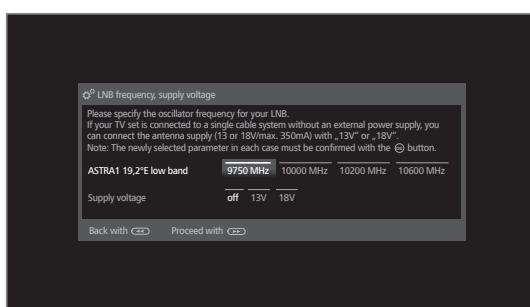 LNB frequency, supply voltage
Please specify the oscillator frequency for your LNB.
If your TV set is connected to a single cable system without an external power supply, you
can connect the antenna supply (13 or 18V/max. 350mA) with „13V“ or „18V“.
Note: The newly selected parameter in each case must be confirmed with the OK button.
ASTRA1 19,2°E low band 9750 MHz 10000 MHz 10200 MHz 10600 MHz
Supply voltage off 13V 18V
Back with Proceed with